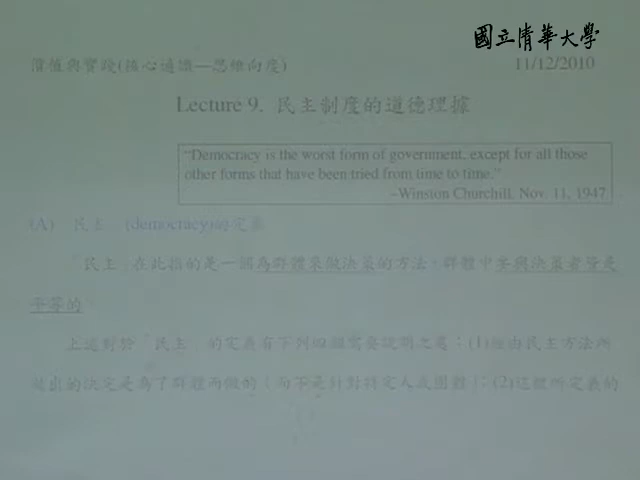 國立清華大學
價值與實踐(核心通識—思維向度)
11/12/2010
Lecture 9. 民主制度的道德理據
“Democracy is the worst form of government, except for all those
other forms that have been tried from time to time.”
–Winston Churchill, Nov. 11, 1947
(A) 民主 (democracy)的定義
「民主」在此指的是一個為群體做決策的方法，群體中參與決策者皆是
平等的
上述對於「民主」的定義有下列四個需要說明之處：(1)經由民主方法所
做出的決定是為了群體而做的（而不是針對特定人或團體）；(2)這裡所定義的